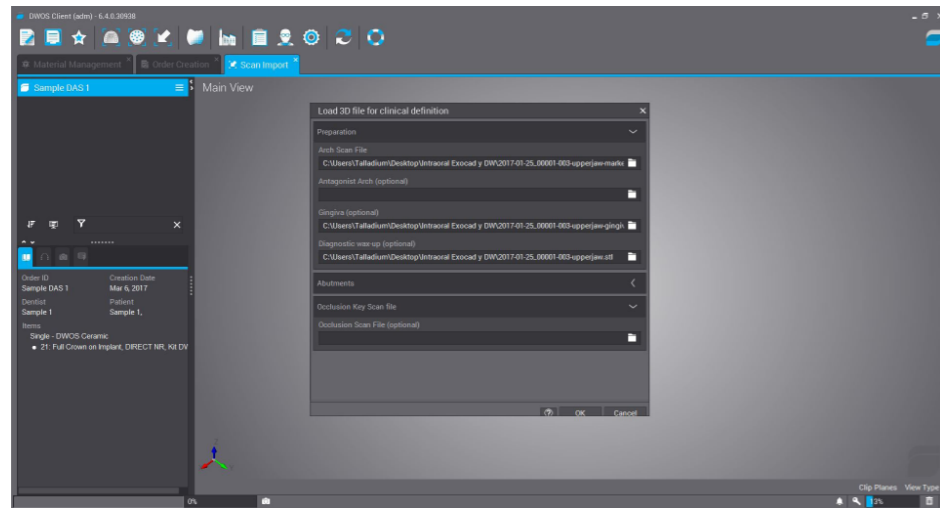 DWOS Client (adm) - 6.4.0.30938
Material Management
Order Creation
Scan Import
Sample DAS 1
Main View
Load 3D file for clinical definition
Preparation
Arch Scan File
C:\Users\Talladium\Desktop\Intraoral Exocad y DW\2017-01-25_00001-003-upperjaw-marke
Antagonist Arch (optional)
Gingiva (optional)
C:\Users\Talladium\Desktop\Intraoral Exocad y DW\2017-01-25_00001-003-upperjaw-gingiv
Diagnostic wax-up (optional)
C:\Users\Talladium\Desktop\Intraoral Exocad y DW\2017-01-25_00001-003-upperjaw.stl
Abutments
Occlusion Key Scan file
Occlusion Scan File (optional)
OK Cancel
Order ID Creation Date
Sample DAS 1 Mar 6, 2017
Dentist Patient
Sample 1 Sample 1,
Items
Single - DWOS Ceramic
21: Full Crown on Implant, DIRECT NR, Kit DV
Clip Planes View Type
0% 13%